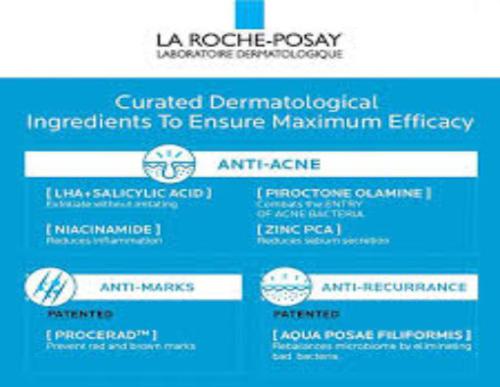 LA ROCHE-POSAY
LABORATOIRE DERMATOLOGIQUE
Curated Dermatological
Ingredients To Ensure Maximum Efficacy
ANTI-ACNE
[ LHA+SALICYLIC ACID ]
Exfoliate without irritating
[ PIROCTONE OLAMINE ]
Combats the ENTRY
OF ACNE BACTERIA
[ NIACINAMIDE ]
Reduces inflammation
[ ZINC PCA ]
Reduces sebum secretion
ANTI-MARKS
PATENTED
[ PROCERAD™ ]
Prevent red and brown marks
ANTI-RECURRANCE
PATENTED
[ AQUA POSAE FILIFORMIS ]
Rebalances microbiome by eliminating
bad bacteria